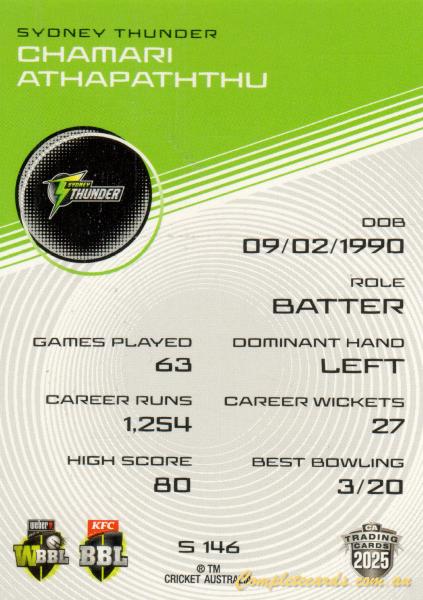 SYDNEY THUNDER
CHAMARI
ATHAPATHTHU
SYDNEY
THUNDER
DOB
09/02/1990
ROLE
BATTER
GAMES PLAYED
63
DOMINANT HAND
LEFT
CAREER RUNS
1,254
CAREER WICKETS
27
HIGH SCORE
80
BEST BOWLING
3/20
weber
WBBL
KFC
BBL
S 146
® TM
CRICKET AUSTRALIA
CA
TRADING
CARDS
2025
Completecards.com.au